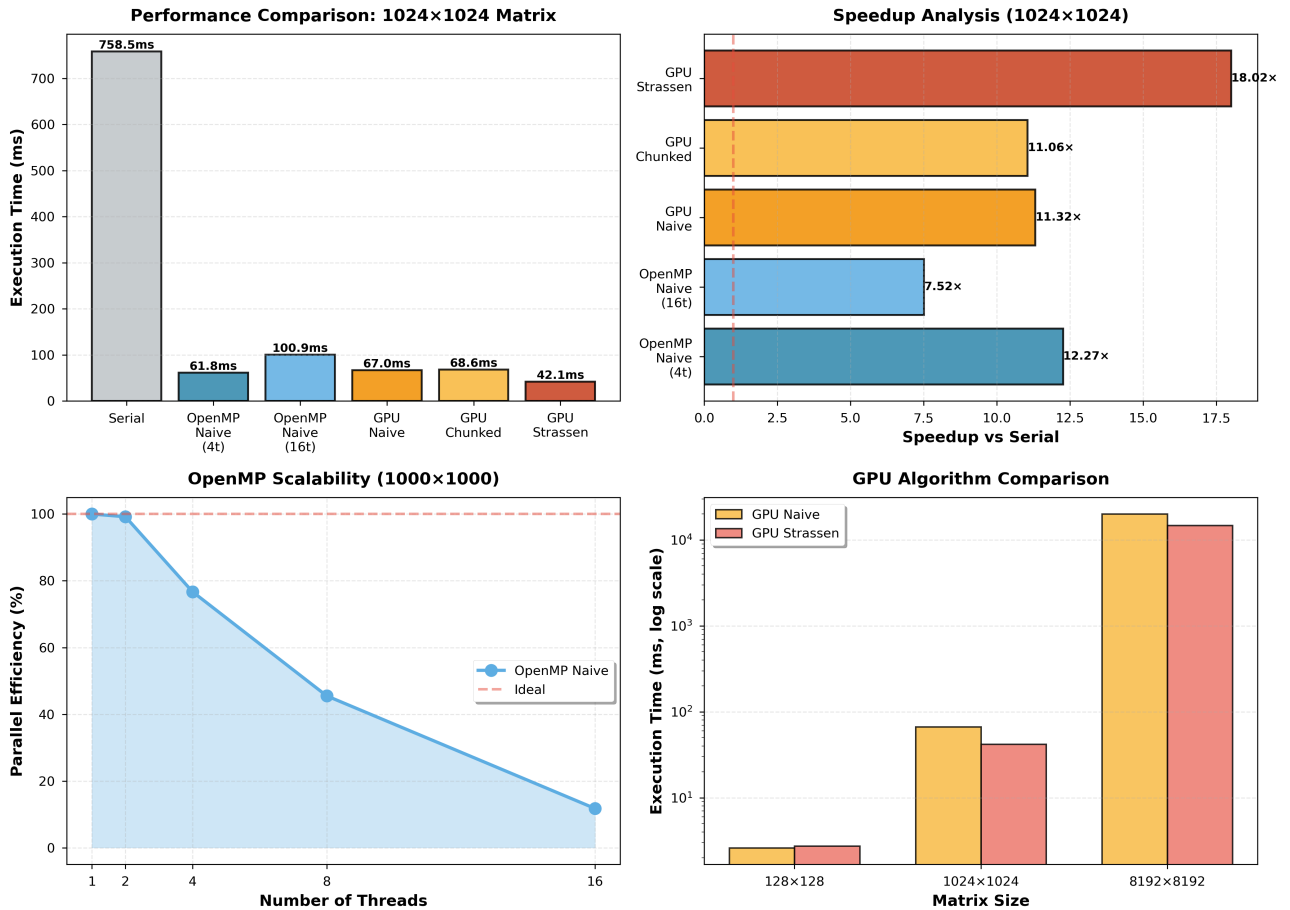 Performance Comparison: 1024×1024 Matrix
Execution Time (ms)
700
600
500
400
300
200
100
0
758.5ms
61.8ms
100.9ms
67.0ms
68.6ms
42.1ms
Serial
OpenMP
Naive
(4t)
OpenMP
Naive
(16t)
GPU
Naive
GPU
Chunked
GPU
Strassen
Speedup Analysis (1024×1024)
GPU
Strassen
18.02×
GPU
Chunked
11.06×
GPU
Naive
11.32×
OpenMP
Naive
(16t)
7.52×
OpenMP
Naive
(4t)
12.27×
0.0 2.5 5.0 7.5 10.0 12.5 15.0 17.5
Speedup vs Serial
OpenMP Scalability (1000×1000)
Parallel Efficiency (%)
100
80
60
40
20
0
OpenMP Naive
Ideal
1 2 4 8 16
Number of Threads
GPU Algorithm Comparison
Execution Time (ms, log scale)
GPU Naive
GPU Strassen
10⁴
10³
10²
10¹
128×128 1024×1024 8192×8192
Matrix Size